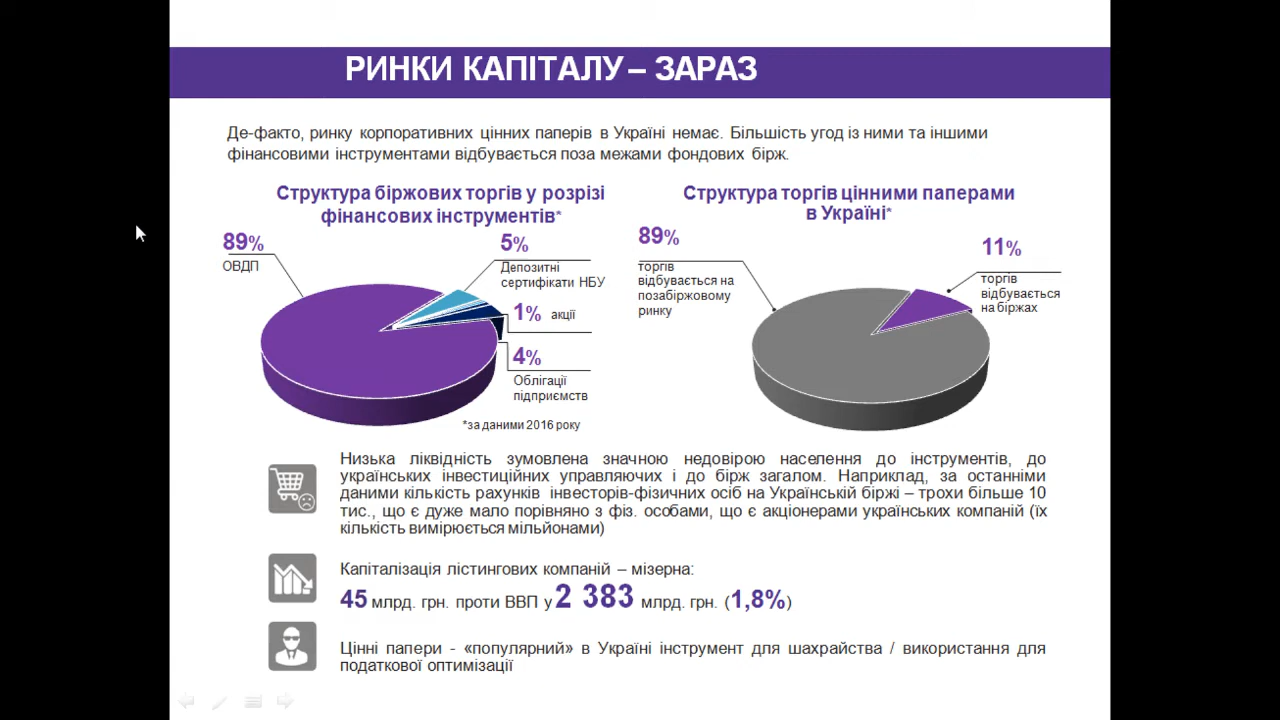 РИНКИ КАПІТАЛУ – ЗАРАЗ
Де-факто, ринку корпоративних цінних паперів в Україні немає. Більшість угод із ними та іншими
фінансовими інструментами відбувається поза межами фондових бірж.
Структура біржових торгів у розрізі
фінансових інструментів*
89%
ОВДП
5%
Депозитні
сертифікати НБУ
1% акції
4%
Облігації
підприємств
*за даними 2016 року
Структура торгів цінними паперами
в Україні*
89%
торгів
відбувається на
позабіржовому
ринку
11%
торгів
відбувається
на біржах
Низька ліквідність зумовлена значною недовірою населення до інструментів, до
українських інвестиційних управляючих і до бірж загалом. Наприклад, за останніми
даними кількість рахунків інвесторів-фізичних осіб на Українській біржі – трохи більше 10
тис., що є дуже мало порівняно з фіз. особами, що є акціонерами українських компаній (їх
кількість вимірюється мільйонами)
Капіталізація лістингових компаній – мізерна:
45 млрд. грн. проти ВВП у 2 383 млрд. грн. (1,8%)
Цінні папери - «популярний» в Україні інструмент для шахрайства / використання для
податкової оптимізації